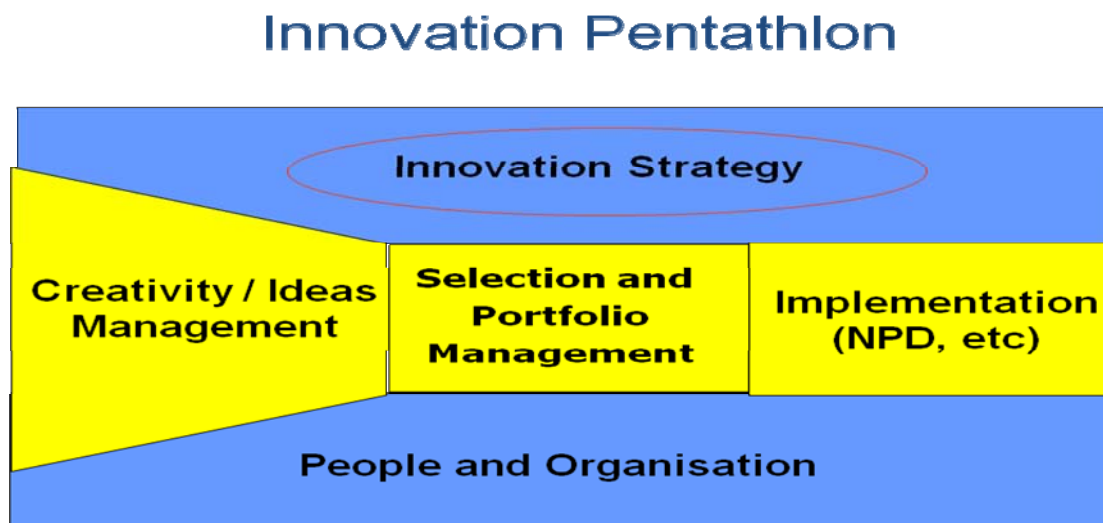 Innovation Pentathlon
Innovation Strategy
Creativity / Ideas
Management
Selection and
Portfolio
Management
Implementation
(NPD, etc)
People and Organisation